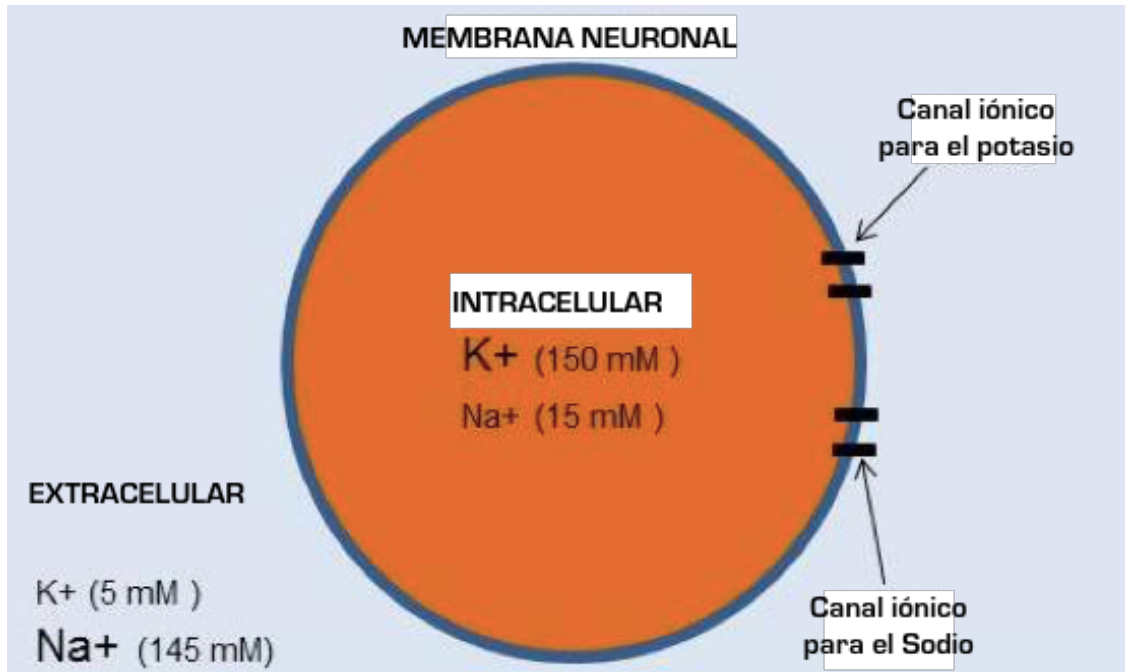 MEMBRANA NEURONAL
Canal iónico
para el potasio
INTRACELULAR
K+ (150 mM )
Na+ (15 mM )
EXTRACELULAR
K+ (5 mM )
Na+ (145 mM)
Canal iónico
para el Sodio